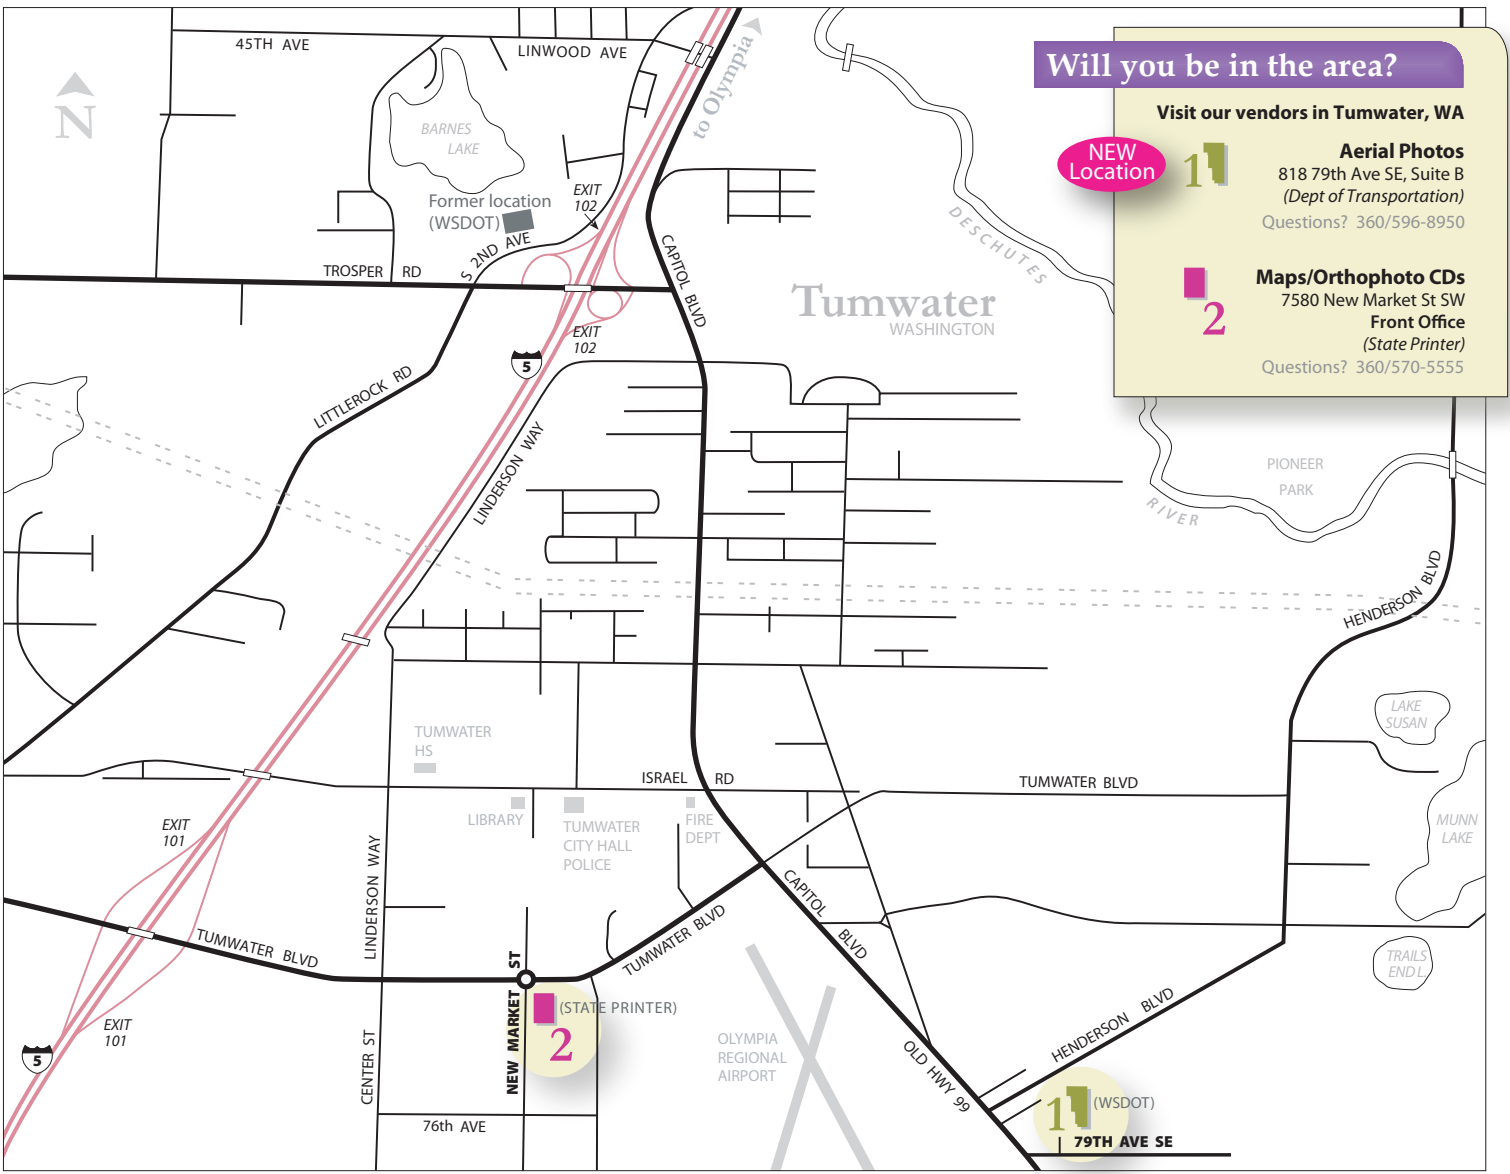 45TH AVE
LINWOOD AVE
to Olympia
N
BARNES
LAKE
Former location
(WSDOT)
EXIT
102
S 2ND AVE
TROSPER RD
CAPITOL BLVD
DESCHUTES
Will you be in the area?
Visit our vendors in Tumwater, WA
NEW
Location
1
Aerial Photos
818 79th Ave SE, Suite B
(Dept of Transportation)
Questions? 360/596-8950
2
Maps/Orthophoto CDs
7580 New Market St SW
Front Office
(State Printer)
Questions? 360/570-5555
Tumwater
WASHINGTON
EXIT
102
5
LITTLEROCK RD
LINDERSON WAY
PIONEER
PARK
RIVER
HENDERSON BLVD
LAKE
SUSAN
TUMWATER
HS
ISRAEL RD
TUMWATER BLVD
LIBRARY
TUMWATER
CITY HALL
POLICE
FIRE
DEPT
MUNN
LAKE
EXIT
101
LINDERSON WAY
CAPITOL BLVD
TUMWATER BLVD
TUMWATER BLVD
TRAILS
END L.
NEW MARKET ST
(STATE PRINTER)
2
EXIT
101
5
CENTER ST
OLYMPIA
REGIONAL
AIRPORT
HENDERSON BLVD
OLD HWY 99
1
(WSDOT)
76th AVE
79TH AVE SE